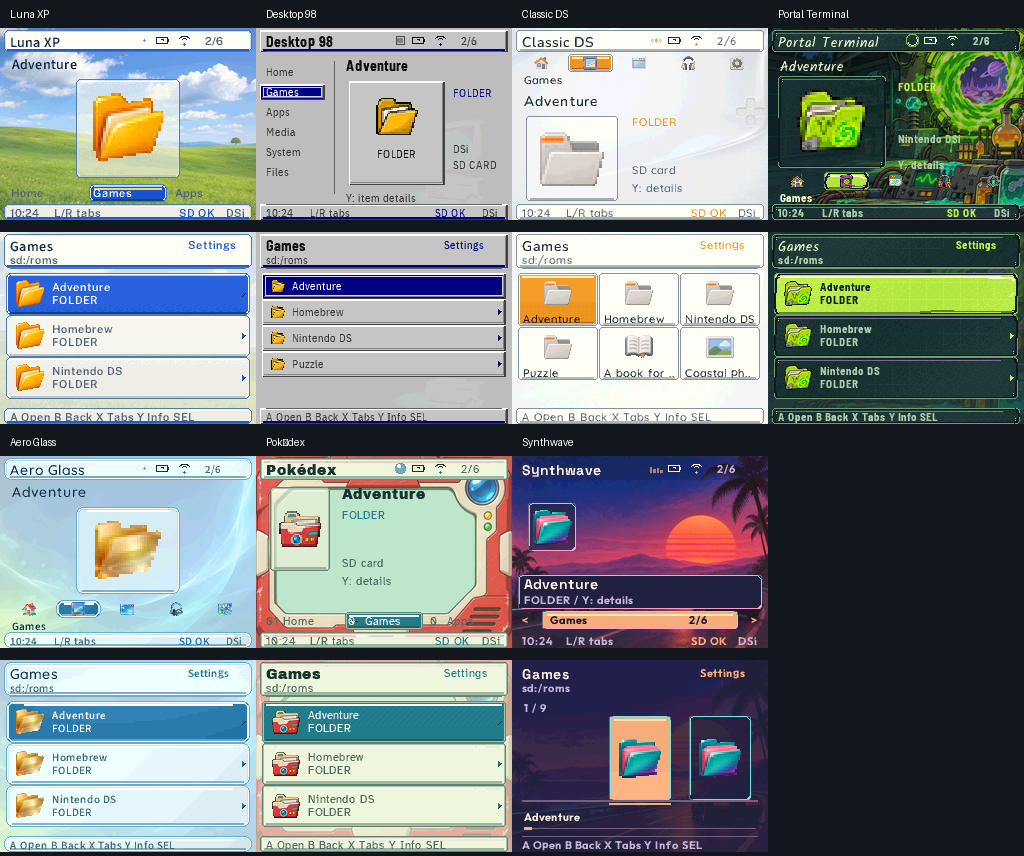 Luna XP
Desktop 98
Classic DS
Portal Terminal
Luna XP 2/6
Adventure
Home Games Apps
10:24 L/R tabs SD OK DSi
Desktop 98 2/6
Home
Games
Apps
Media
System
Files
Adventure
FOLDER
FOLDER
DSi
SD CARD
Y: item details
10:24 L/R tabs SD OK DSi
Classic DS 2/6
Games
Adventure
FOLDER
SD card
Y: details
10:24 L/R tabs SD OK DSi
Portal Terminal 2/6
Adventure
FOLDER
Nintendo DSi
Y: details
Games
10:24 L/R tabs SD OK DSi
Games Settings
sd:/roms
Adventure
FOLDER
Homebrew
FOLDER
Nintendo DS
FOLDER
A Open B Back X Tabs Y Info SEL
Games Settings
sd:/roms
Adventure
Homebrew
Nintendo DS
Puzzle
A Open B Back X Tabs Y Info SEL
Games Settings
sd:/roms
Adventure Homebrew Nintendo DS
Puzzle A book for .. Coastal ph..
A Open B Back X Tabs Y Info SEL
Games Settings
sd:/roms
Adventure
FOLDER
Homebrew
FOLDER
Nintendo DS
FOLDER
A Open B Back X Tabs Y Info SEL
Aero Glass
Synthwave
Aero Glass 2/6
Adventure
Games
10:24 L/R tabs SD OK DSi
Pokédex 2/6
Adventure
FOLDER
SD card
Y: details
Home Games Apps
10:24 L/R tabs SD OK DSi
Synthwave 2/6
Adventure
FOLDER / Y: details
< Games 2/6 >
10:24 L/R tabs SD OK DSi
Games Settings
sd:/roms
Adventure
FOLDER
Homebrew
FOLDER
Nintendo DS
FOLDER
A Open B Back X Tabs Y Info SEL
Games Settings
sd:/roms
Adventure
FOLDER
Homebrew
FOLDER
Nintendo DS
FOLDER
A Open B Back X Tabs Y Info SEL
Games Settings
sd:/roms
1 / 9
Adventure
A Open B Back X Tabs Y Info SEL